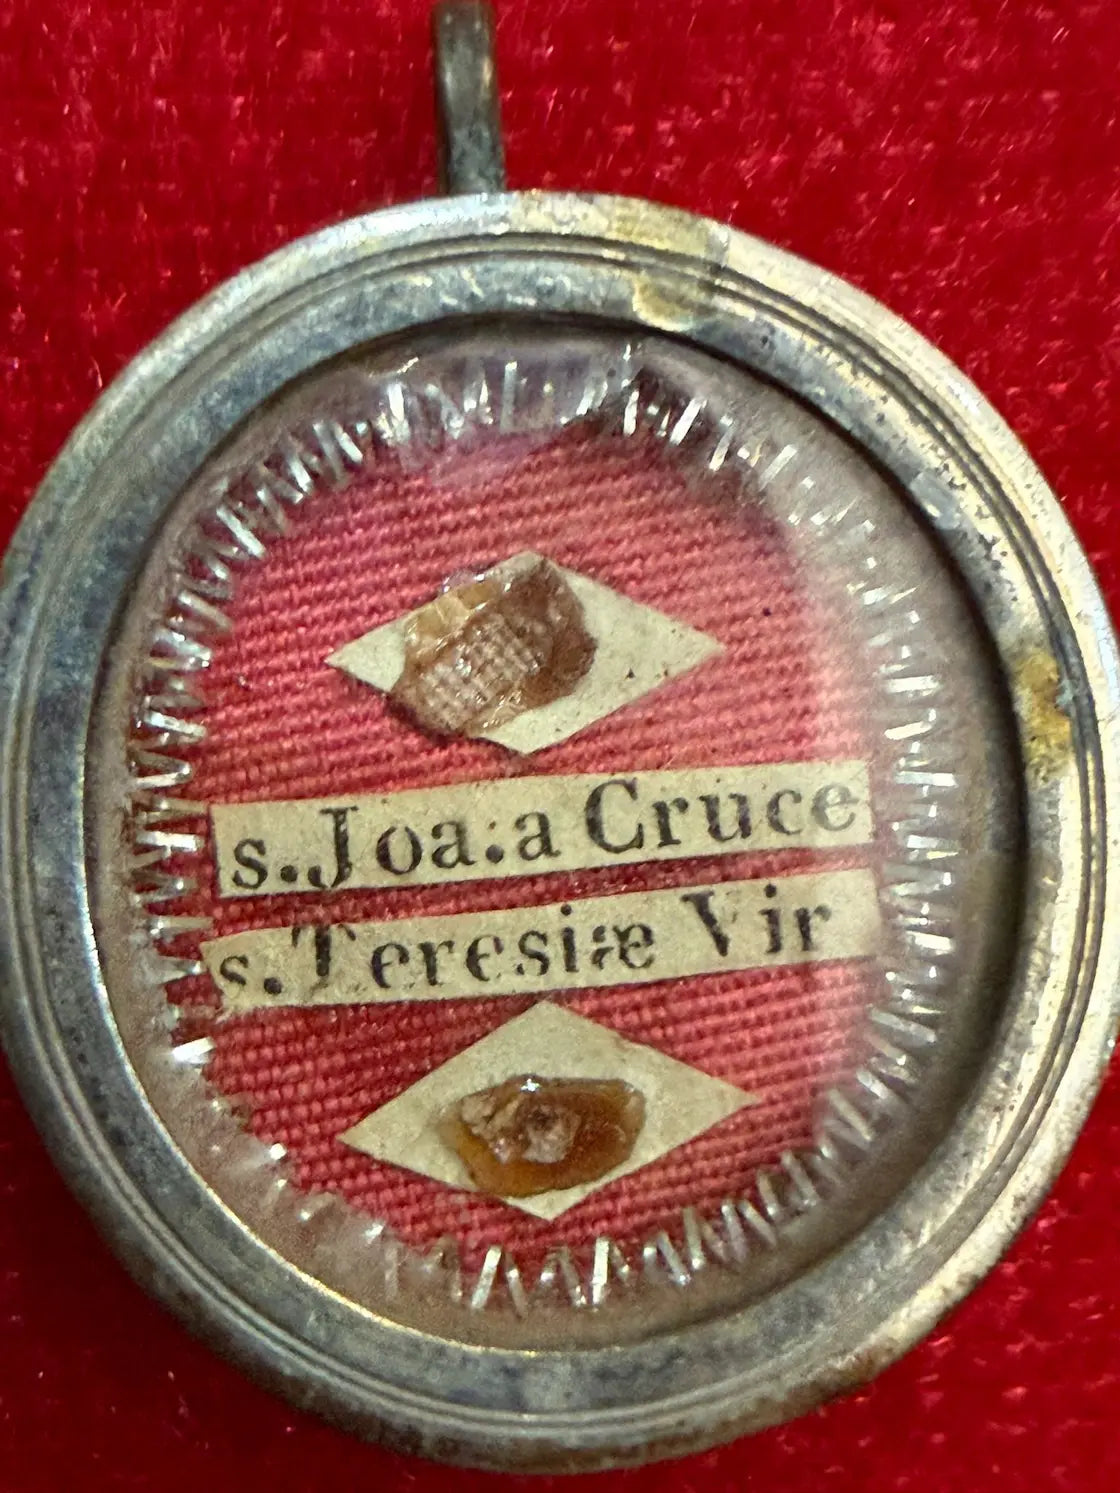 s. Joa: a Cruce
s. Teresiæ Vir